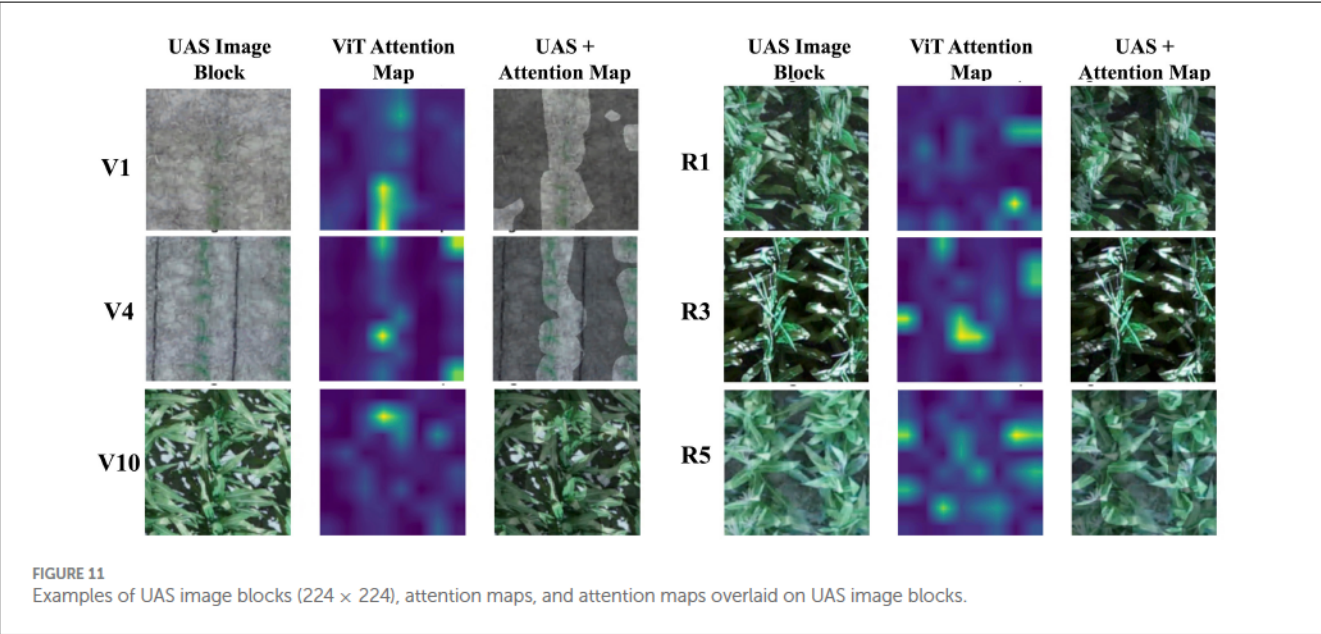 UAS Image
Block
ViT Attention
Map
UAS +
Attention Map
UAS Image
Block
ViT Attention
Map
UAS +
Attention Map
V1
R1
V4
R3
V10
R5
FIGURE 11
Examples of UAS image blocks (224 × 224), attention maps, and attention maps overlaid on UAS image blocks.